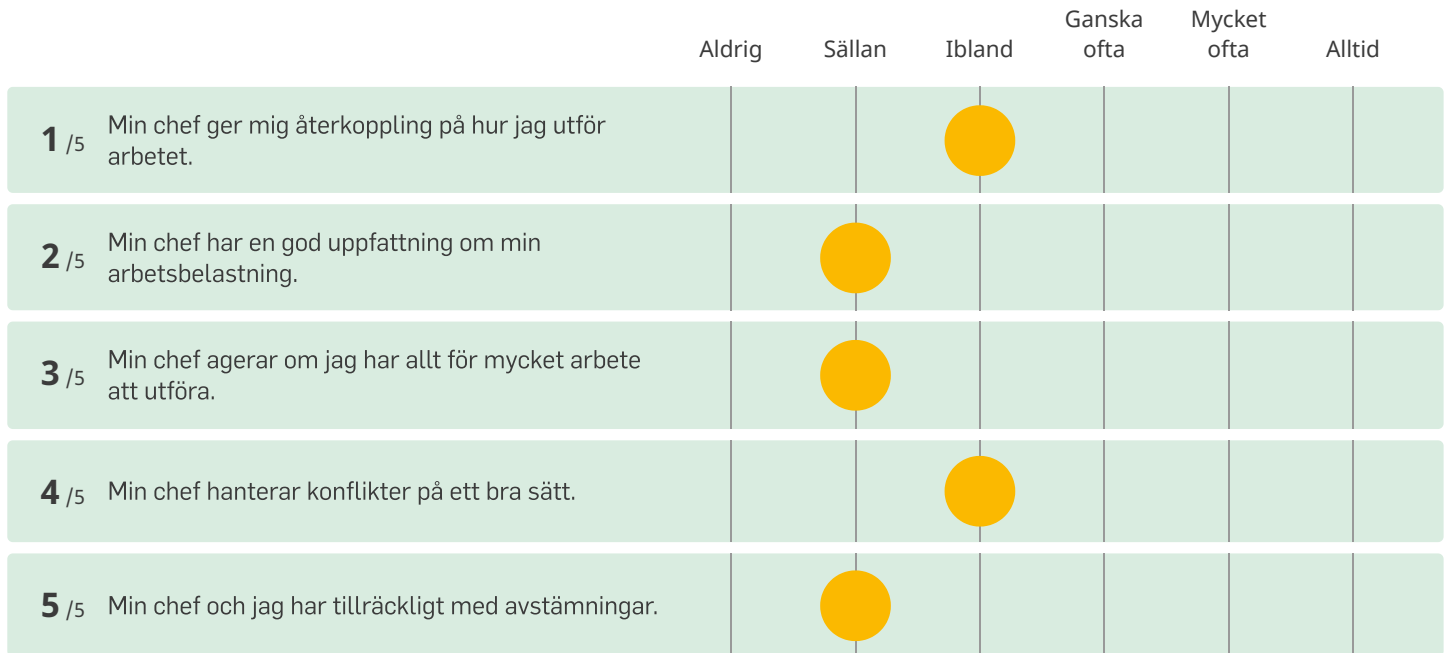 Aldrig
Sällan
Ibland
Ganska
ofta
Mycket
ofta
Alltid
1 /5
Min chef ger mig återkoppling på hur jag utför
arbetet.
2 /5
Min chef har en god uppfattning om min
arbetsbelastning.
3 /5
Min chef agerar om jag har allt för mycket arbete
att utföra.
4 /5
Min chef hanterar konflikter på ett bra sätt.
5 /5
Min chef och jag har tillräckligt med avstämningar.